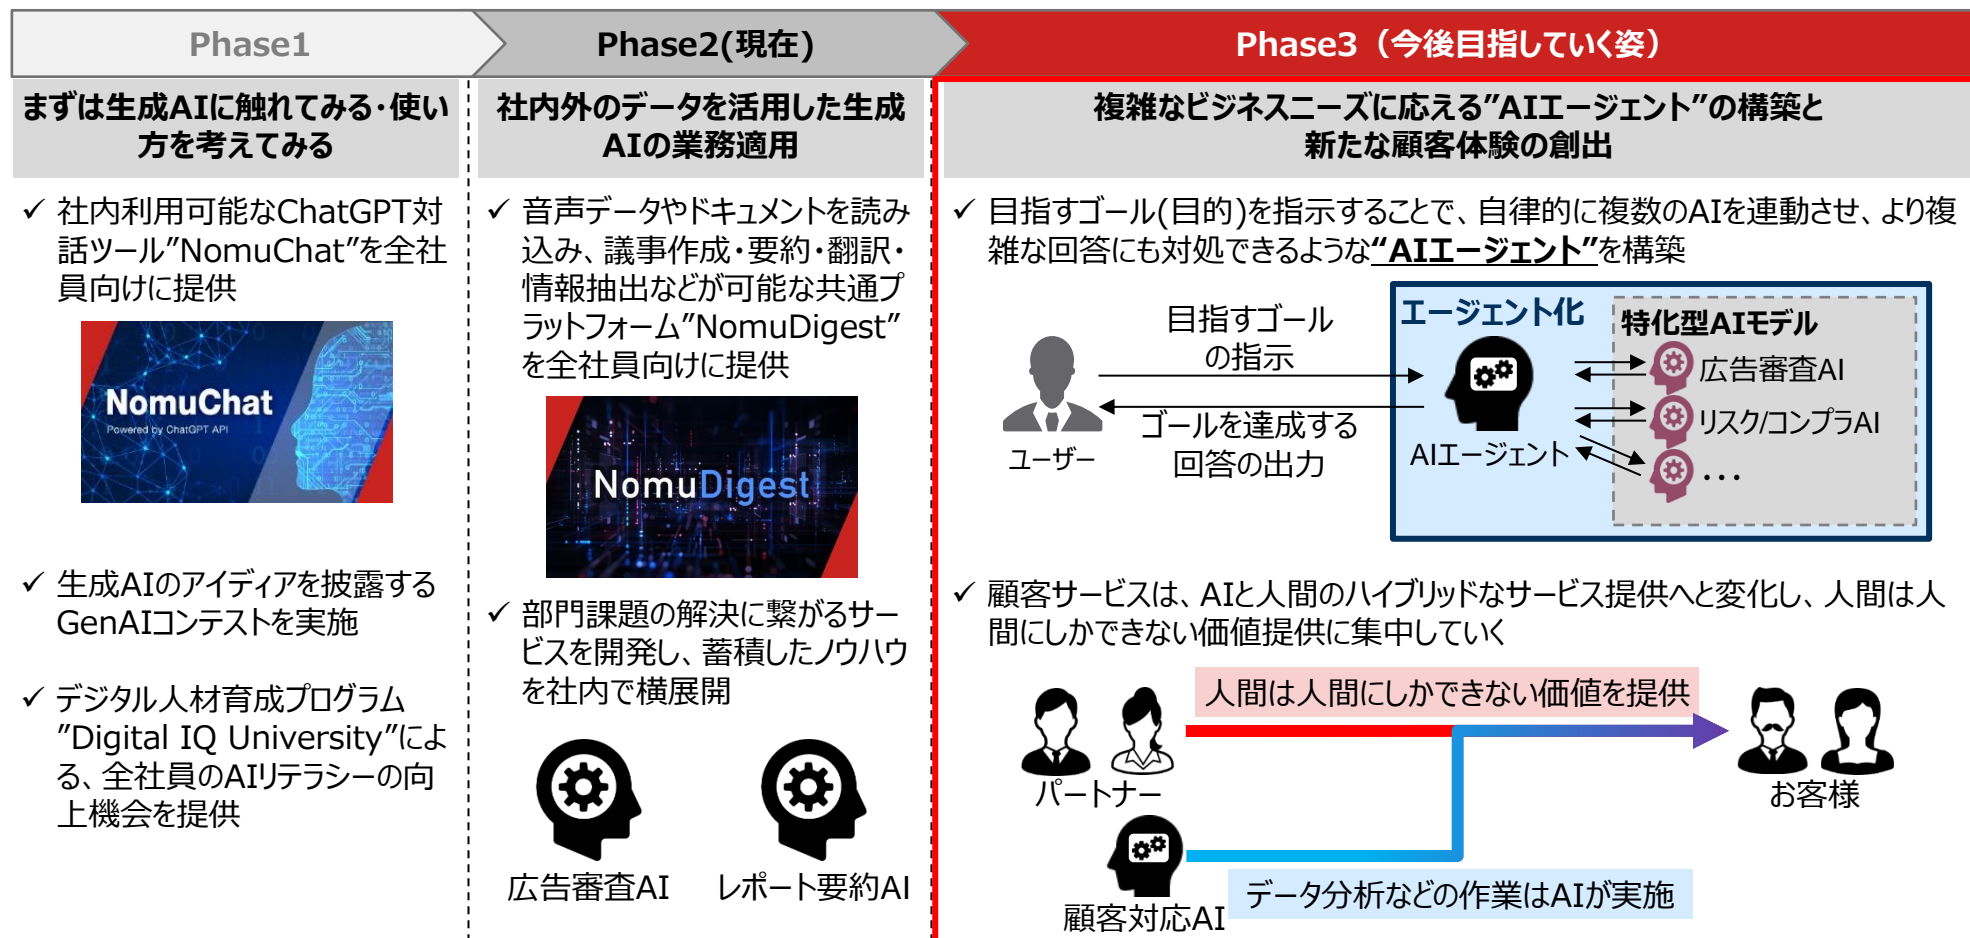 Phase1
まずは生成AIに触れてみる・使い
方を考えてみる
✓ 社内利用可能なChatGPT対
話ツール”NomuChat”を全社
員向けに提供
NomuChat
Powered by ChatGPT API
✓ 生成AIのアイディアを披露する
GenAIコンテストを実施
✓ デジタル人材育成プログラム
”Digital IQ University”によ
る、全社員のAIリテラシーの向
上機会を提供
Phase2(現在)
社内外のデータを活用した生成
AIの業務適用
✓ 音声データやドキュメントを読み
込み、議事作成・要約・翻訳・
情報抽出などが可能な共通プ
ラットフォーム”NomuDigest”
を全社員向けに提供
NomuDigest
✓ 部門課題の解決に繋がるサー
ビスを開発し、蓄積したノウハウ
を社内で横展開
広告審査AI
レポート要約AI
Phase3（今後目指していく姿）
複雑なビジネスニーズに応える”AIエージェント”の構築と
新たな顧客体験の創出
✓ 目指すゴール(目的)を指示することで、自律的に複数のAIを連動させ、より複
雑な回答にも対処できるような“AIエージェント”を構築
ユーザー
目指すゴール
の指示
ゴールを達成する
回答の出力
エージェント化
AIエージェント
特化型AIモデル
広告審査AI
リスク/コンプラAI
・・・
✓ 顧客サービスは、AIと人間のハイブリッドなサービス提供へと変化し、人間は人
間にしかできない価値提供に集中していく
人間は人間にしかできない価値を提供
パートナー
お客様
データ分析などの作業はAIが実施
顧客対応AI